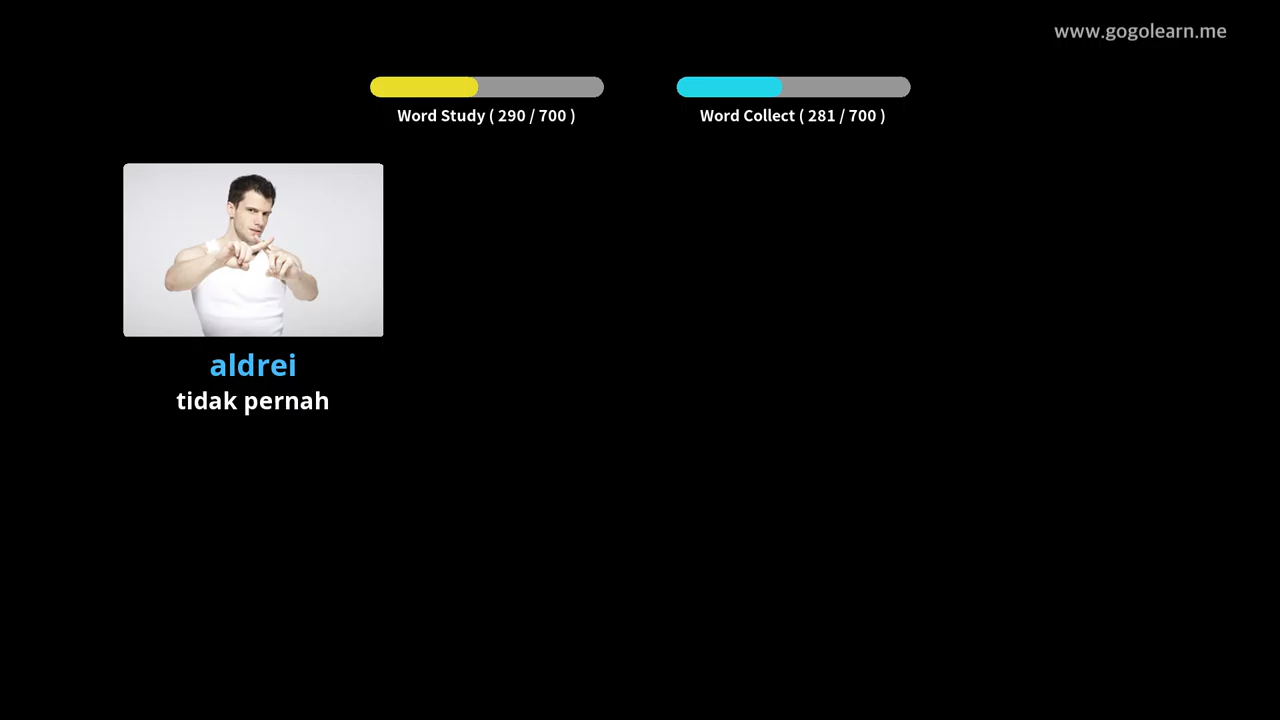 www.gogolearn.me
Word Study ( 290 / 700 )
Word Collect ( 281 / 700 )
aldrei
tidak pernah